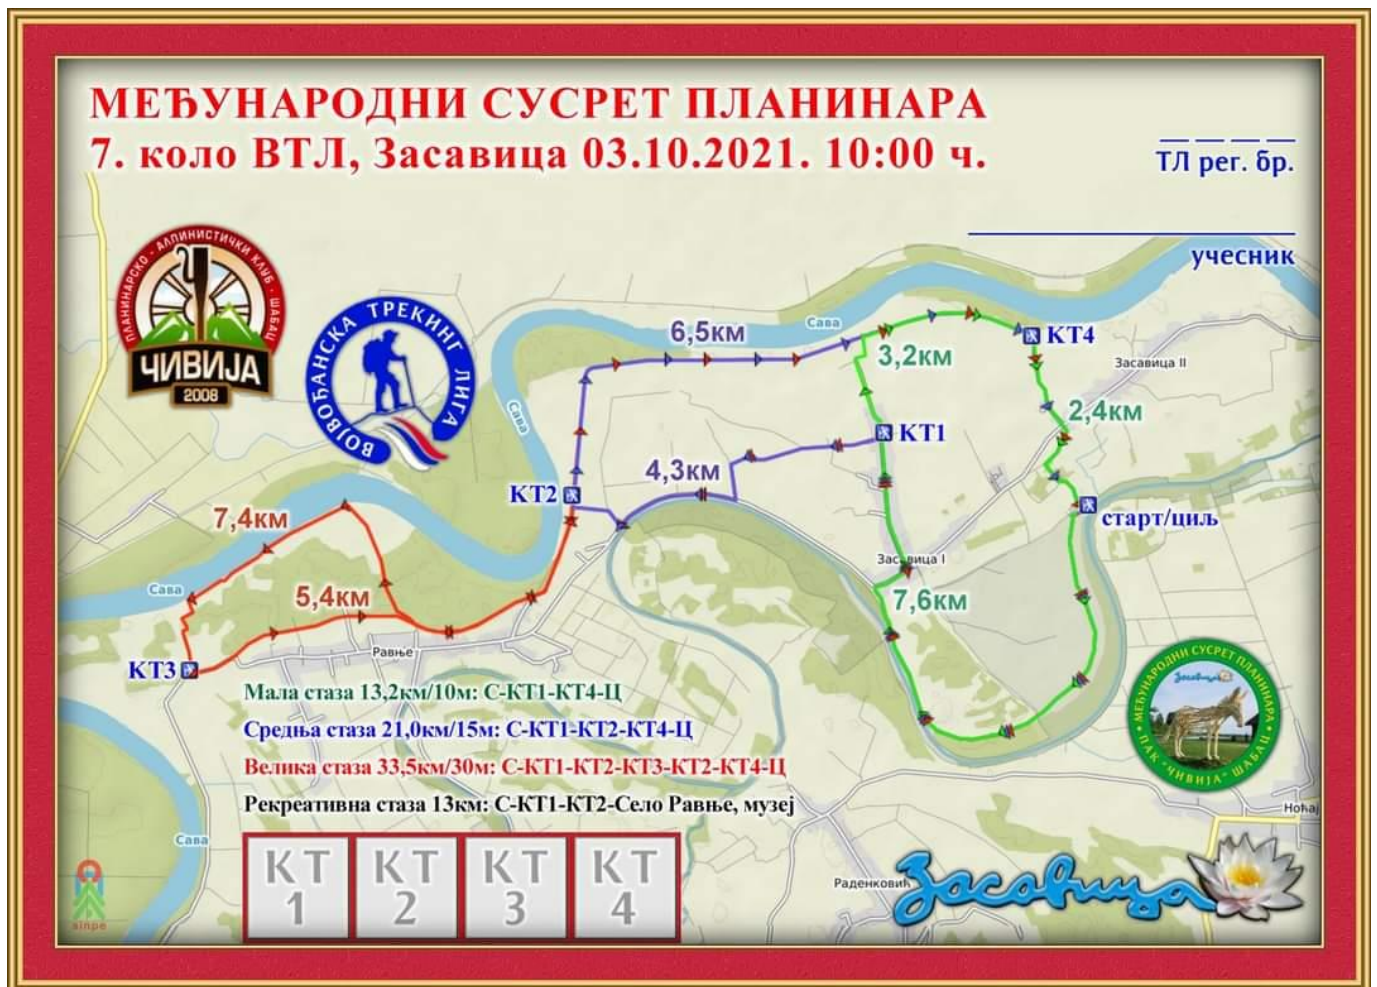 МЕЂУНАРОДНИ СУСРЕТ ПЛАНИНАРА
7. коло ВТЛ, Засавица 03.10.2021. 10:00 ч.
ТЛ рег. бр.
учесник
ПЛАНИНАРСКО - АЛПИНИСТИЧКИ КЛУБ - ШАБАЦ
ЧИВИЈА
2008
ВОЈВОЂАНСКА ТРЕКИНГ ЛИГА
6,5км
Сава
3,2км
КТ4
Засавица II
2,4км
Сава
КТ1
4,3км
КТ2
7,4км
старт/циљ
Засавица I
Сава
5,4км
7,6км
Равње
КТ3
МЕЂУНАРОДНИ СУСРЕТ ПЛАНИНАРА
Засавица
ПАК "ЧИВИЈА" ШАБАЦ
Мала стаза 13,2км/10м: С-КТ1-КТ4-Ц
Средња стаза 21,0км/15м: С-КТ1-КТ2-КТ4-Ц
Велика стаза 33,5км/30м: С-КТ1-КТ2-КТ3-КТ2-КТ4-Ц
Рекреативна стаза 13км: С-КТ1-КТ2-Село Равње, музеј
Ноћај
Сава
КТ 1
КТ 2
КТ 3
КТ 4
Раденковић
Засавица
sinpe